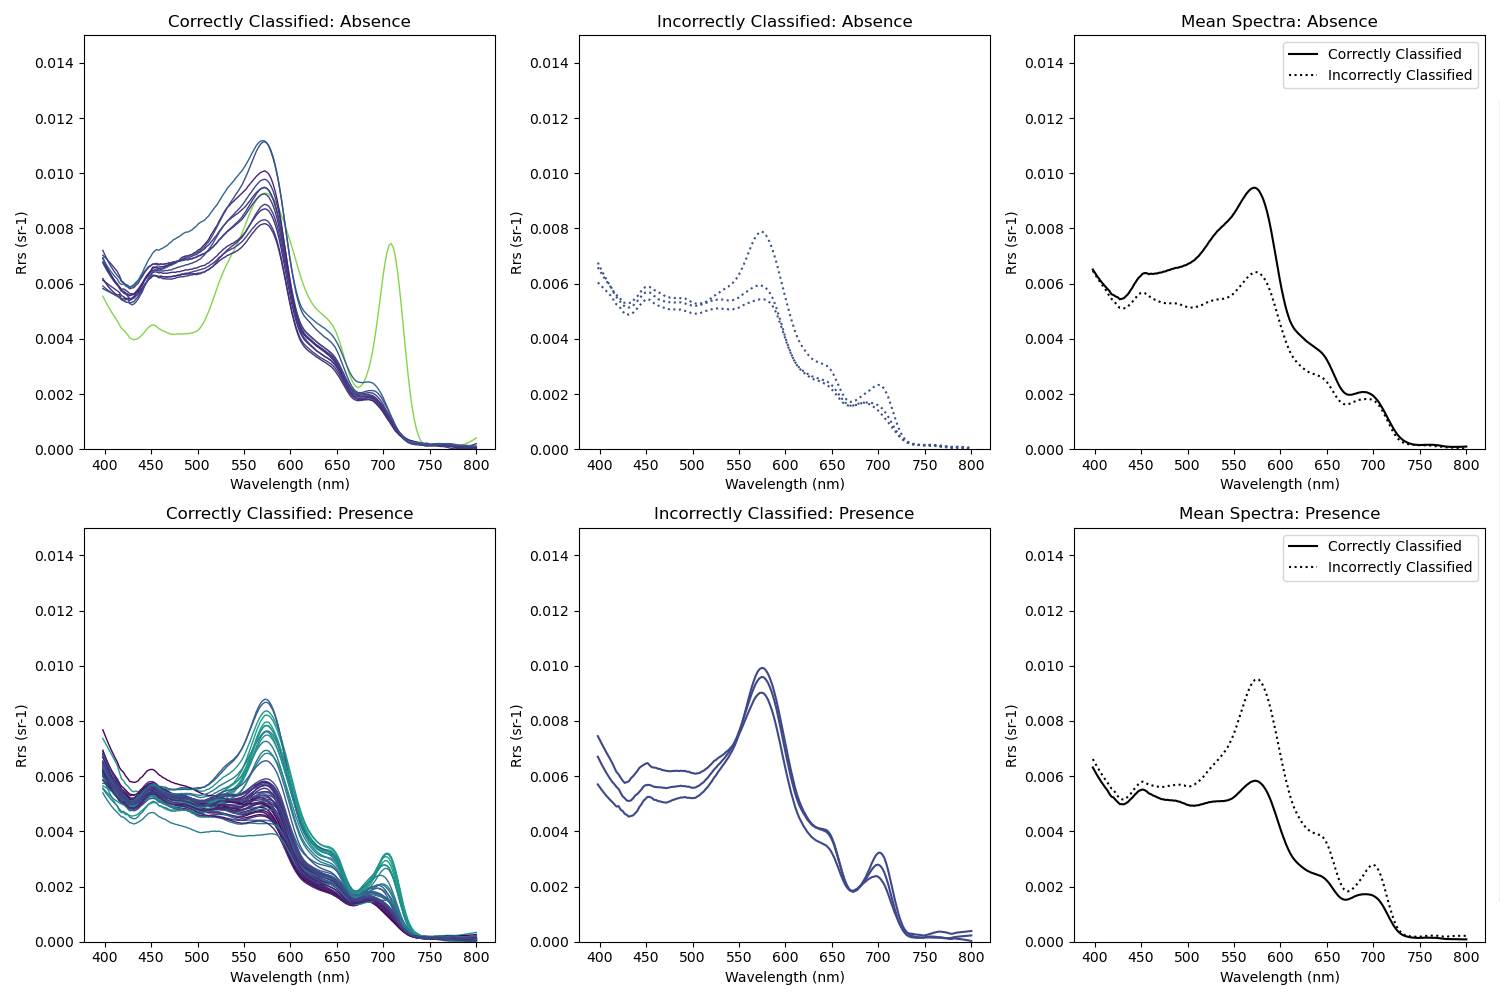 Correctly Classified: Absence
Rrs (sr-1)
0.014
0.012
0.010
0.008
0.006
0.004
0.002
0.000
400 450 500 550 600 650 700 750 800
Wavelength (nm)
Incorrectly Classified: Absence
Rrs (sr-1)
0.014
0.012
0.010
0.008
0.006
0.004
0.002
0.000
400 450 500 550 600 650 700 750 800
Wavelength (nm)
Mean Spectra: Absence
Correctly Classified
Incorrectly Classified
Rrs (sr-1)
0.014
0.012
0.010
0.008
0.006
0.004
0.002
0.000
400 450 500 550 600 650 700 750 800
Wavelength (nm)
Correctly Classified: Presence
Rrs (sr-1)
0.014
0.012
0.010
0.008
0.006
0.004
0.002
0.000
400 450 500 550 600 650 700 750 800
Wavelength (nm)
Incorrectly Classified: Presence
Rrs (sr-1)
0.014
0.012
0.010
0.008
0.006
0.004
0.002
0.000
400 450 500 550 600 650 700 750 800
Wavelength (nm)
Mean Spectra: Presence
Correctly Classified
Incorrectly Classified
Rrs (sr-1)
0.014
0.012
0.010
0.008
0.006
0.004
0.002
0.000
400 450 500 550 600 650 700 750 800
Wavelength (nm)